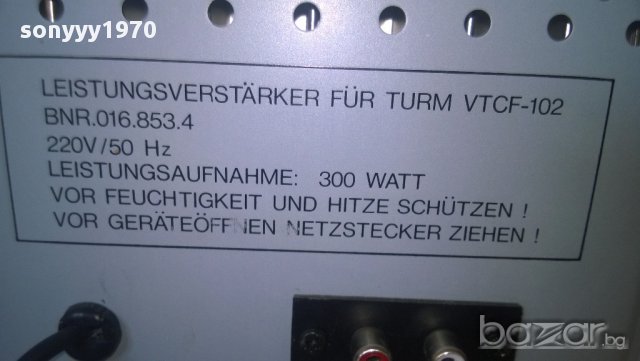 sonyyy1970
LEISTUNGSVERSTÄRKER FÜR TURM VTCF-102
BNR.016.853.4
220V/50 Hz
LEISTUNGSAUFNAHME: 300 WATT
VOR FEUCHTIGKEIT UND HITZE SCHÜTZEN !
VOR GERÄTEÖFFNEN NETZSTECKER ZIEHEN !
bazar.bg